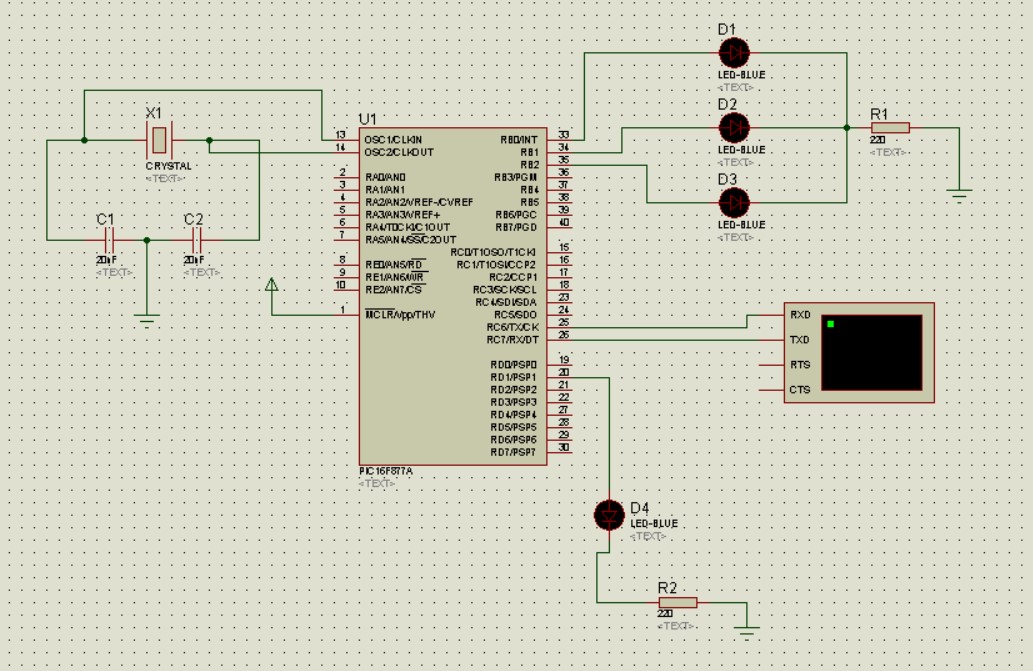 D1
LED-BLUE
<TEXT>
D2
LED-BLUE
<TEXT>
D3
LED-BLUE
<TEXT>
R1
220
<TEXT>
X1
CRYSTAL
<TEXT>
C1
20nF
<TEXT>
C2
20nF
<TEXT>
U1
13 OSC1/CLKIN
14 OSC2/CLKOUT
2 RA0/AN0
3 RA1/AN1
4 RA2/AN2/VREF-/CVREF
5 RA3/AN3/VREF+
6 RA4/T0CKI/C1OUT
7 RA5/AN4/SS/C2OUT
8 RE0/AN5/RD
9 RE1/AN6/WR
10 RE2/AN7/CS
1 MCLR/Vpp/THV
RB0/INT 33
RB1 34
RB2 35
RB3/PGM 36
RB4 37
RB5 38
RB6/PGC 39
RB7/PGD 40
RC0/T1OSO/T1CKI 15
RC1/T1OSI/CCP2 16
RC2/CCP1 17
RC3/SCK/SCL 18
RC4/SDI/SDA 23
RC5/SDO 24
RC6/TX/CK 25
RC7/RX/DT 26
RD0/PSP0 19
RD1/PSP1 20
RD2/PSP2 21
RD3/PSP3 22
RD4/PSP4 27
RD5/PSP5 28
RD6/PSP6 29
RD7/PSP7 30
PIC16F877A
<TEXT>
RXD
TXD
RTS
CTS
D4
LED-BLUE
<TEXT>
R2
220
<TEXT>